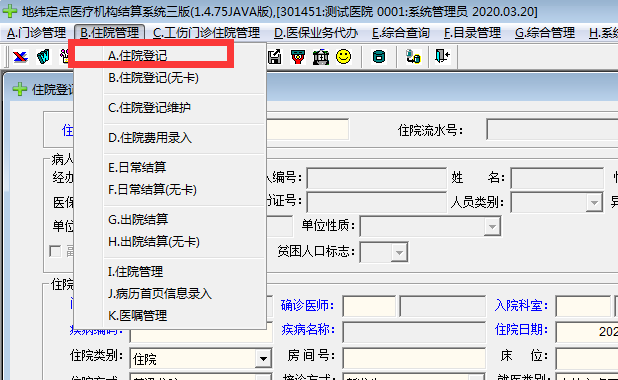 地纬定点医疗机构结算系统三版(1.4.75JAVA版),[301451:测试医院 0001:系统管理员 2020.03.20]
A.门诊管理 B.住院管理 C.工伤门诊住院管理 D.医保业务代办 E.综合查询 F.目录管理 G.综合管理 H.系
A.住院登记
B.住院登记(无卡)
C.住院登记维护
D.住院费用录入
E.日常结算
F.日常结算(无卡)
G.出院结算
H.出院结算(无卡)
I.住院管理
J.病历首页信息录入
K.医嘱管理
住院登
住 住院流水号:
病人
经办 人编号: 姓 名:
医保 份证号: 人员类别:
单位 单位性质:
贫困人口标志:
住院
确诊医师: 入院科室:
疾病编码: 疾病名称: 住院日期: 202
住院类别: 住院 房间号: 床 位: